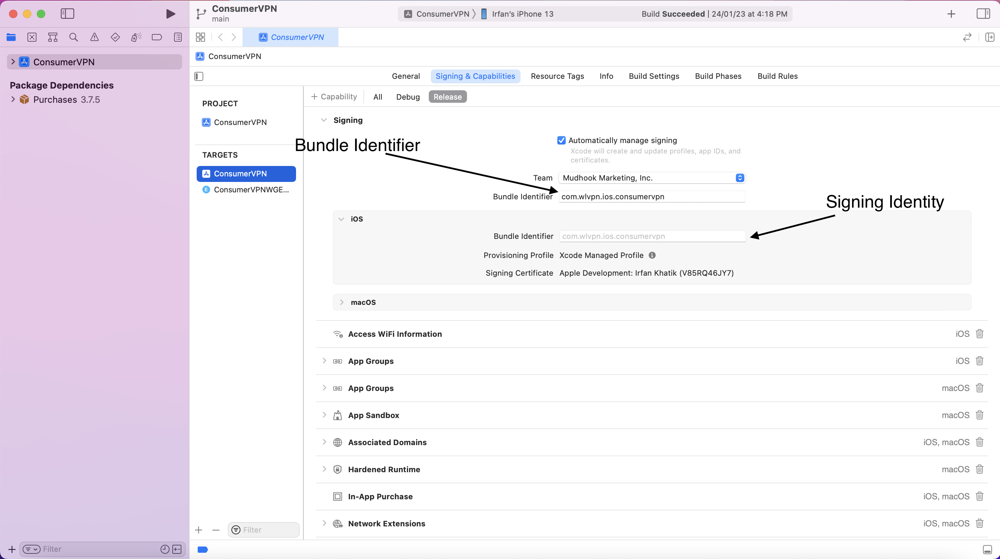 ConsumerVPN
main
ConsumerVPN
Irfan’s iPhone 13
Build Succeeded | 24/01/23 at 4:18 PM
ConsumerVPN
ConsumerVPN
Package Dependencies
Purchases 3.7.5
Filter
ConsumerVPN
General
Signing & Capabilities
Resource Tags
Info
Build Settings
Build Phases
Build Rules
PROJECT
ConsumerVPN
TARGETS
ConsumerVPN
E
ConsumerVPNWGE...
Filter
+ Capability
All
Debug
Release
Signing
Bundle Identifier
Automatically manage signing
Xcode will create and update profiles, app IDs, and
certificates.
Team
Mudhook Marketing, Inc.
Bundle Identifier
com.wlvpn.ios.consumervpn
Signing Identity
iOS
Bundle Identifier
com.wlvpn.ios.consumervpn
Provisioning Profile
Xcode Managed Profile
Signing Certificate
Apple Development: Irfan Khatik (V85RQ46JY7)
macOS
Access WiFi Information
iOS
App Groups
iOS
App Groups
macOS
App Sandbox
macOS
Associated Domains
iOS, macOS
Hardened Runtime
macOS
In-App Purchase
iOS, macOS
Network Extensions
iOS, macOS